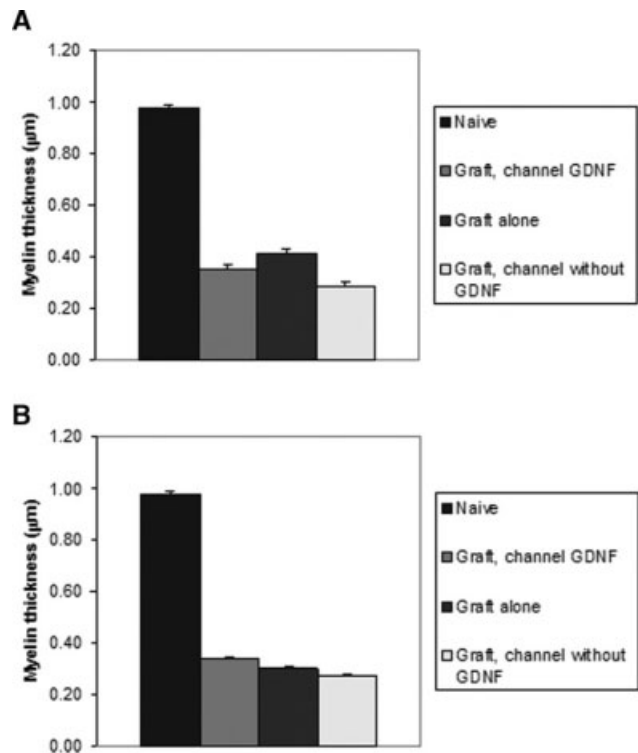 A
Myelin thickness (µm)
1.20
1.00
0.80
0.60
0.40
0.20
0.00
Naive
Graft, channel GDNF
Graft alone
Graft, channel without
GDNF
B
Myelin thickness (µm)
1.20
1.00
0.80
0.60
0.40
0.20
0.00
Naive
Graft, channel GDNF
Graft alone
Graft, channel without
GDNF